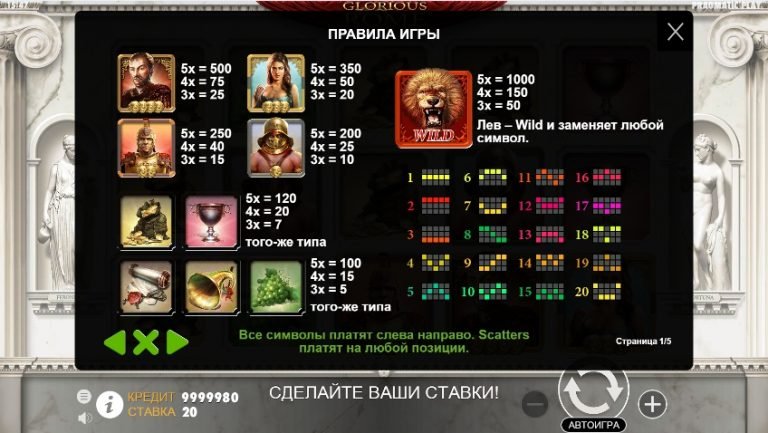 15:47
GLORIOUS
PRAGMATIC PLAY
ПРАВИЛА ИГРЫ
5x = 500
4x = 75
3x = 25
5x = 350
4x = 50
3x = 20
5x = 250
4x = 40
3x = 15
5x = 200
4x = 25
3x = 10
5x = 120
4x = 20
3x = 7
того-же типа
5x = 100
4x = 15
3x = 5
того-же типа
WILD
5x = 1000
4x = 150
3x = 50
Лев – Wild и заменяет любой
символ.
1 6 11 16
2 7 12 17
3 8 13 18
4 9 14 19
5 10 15 20
Все символы платят слева направо. Scatters
платят на любой позиции.
Страница 1/5
КРЕДИТ 9999980
СТАВКА 20
СДЕЛАЙТЕ ВАШИ СТАВКИ!
АВТОИГРА